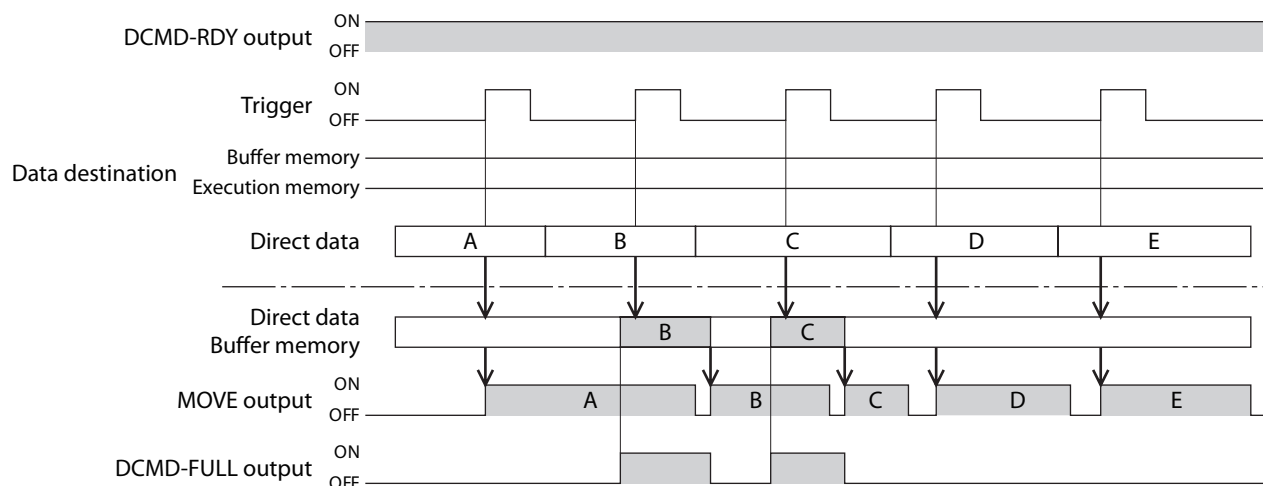 DCMD-RDY output ON
OFF
Trigger ON
OFF
Data destination
Buffer memory
Execution memory
Direct data A B C D E
Direct data
Buffer memory B C
MOVE output ON
OFF A B C D E
DCMD-FULL output ON
OFF